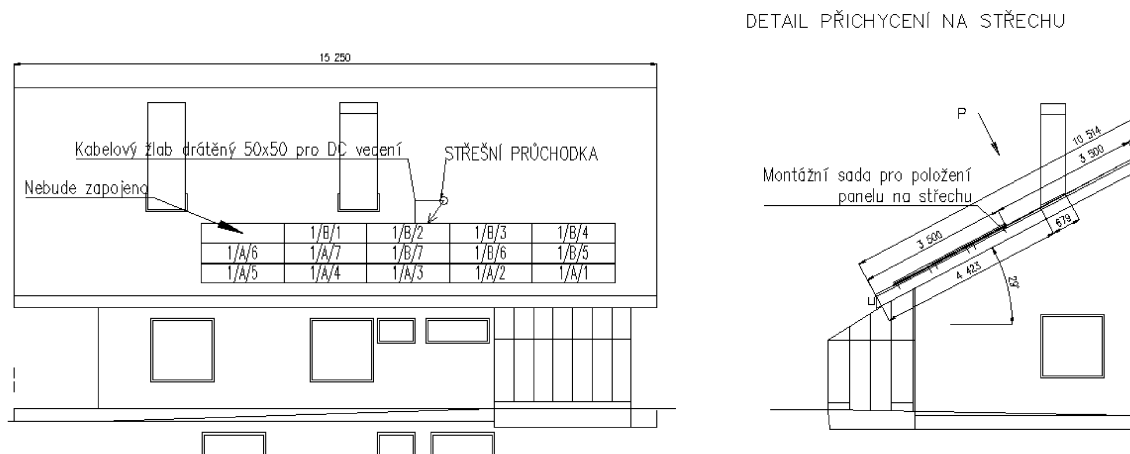 DETAIL PŘICHYCENÍ NA STŘECHU
15 250
Kabelový žlab drátěný 50x50 pro DC vedení
STŘEŠNÍ PRŮCHODKA
Nebude zapojeno
1/B/1 1/B/2 1/B/3 1/B/4
1/A/6 1/A/7 1/B/7 1/B/6 1/B/5
1/A/5 1/A/4 1/A/3 1/A/2 1/A/1
P
10 514
3 500
Montážní sada pro položení
panelu na střechu
679
3 500
4 423
29°